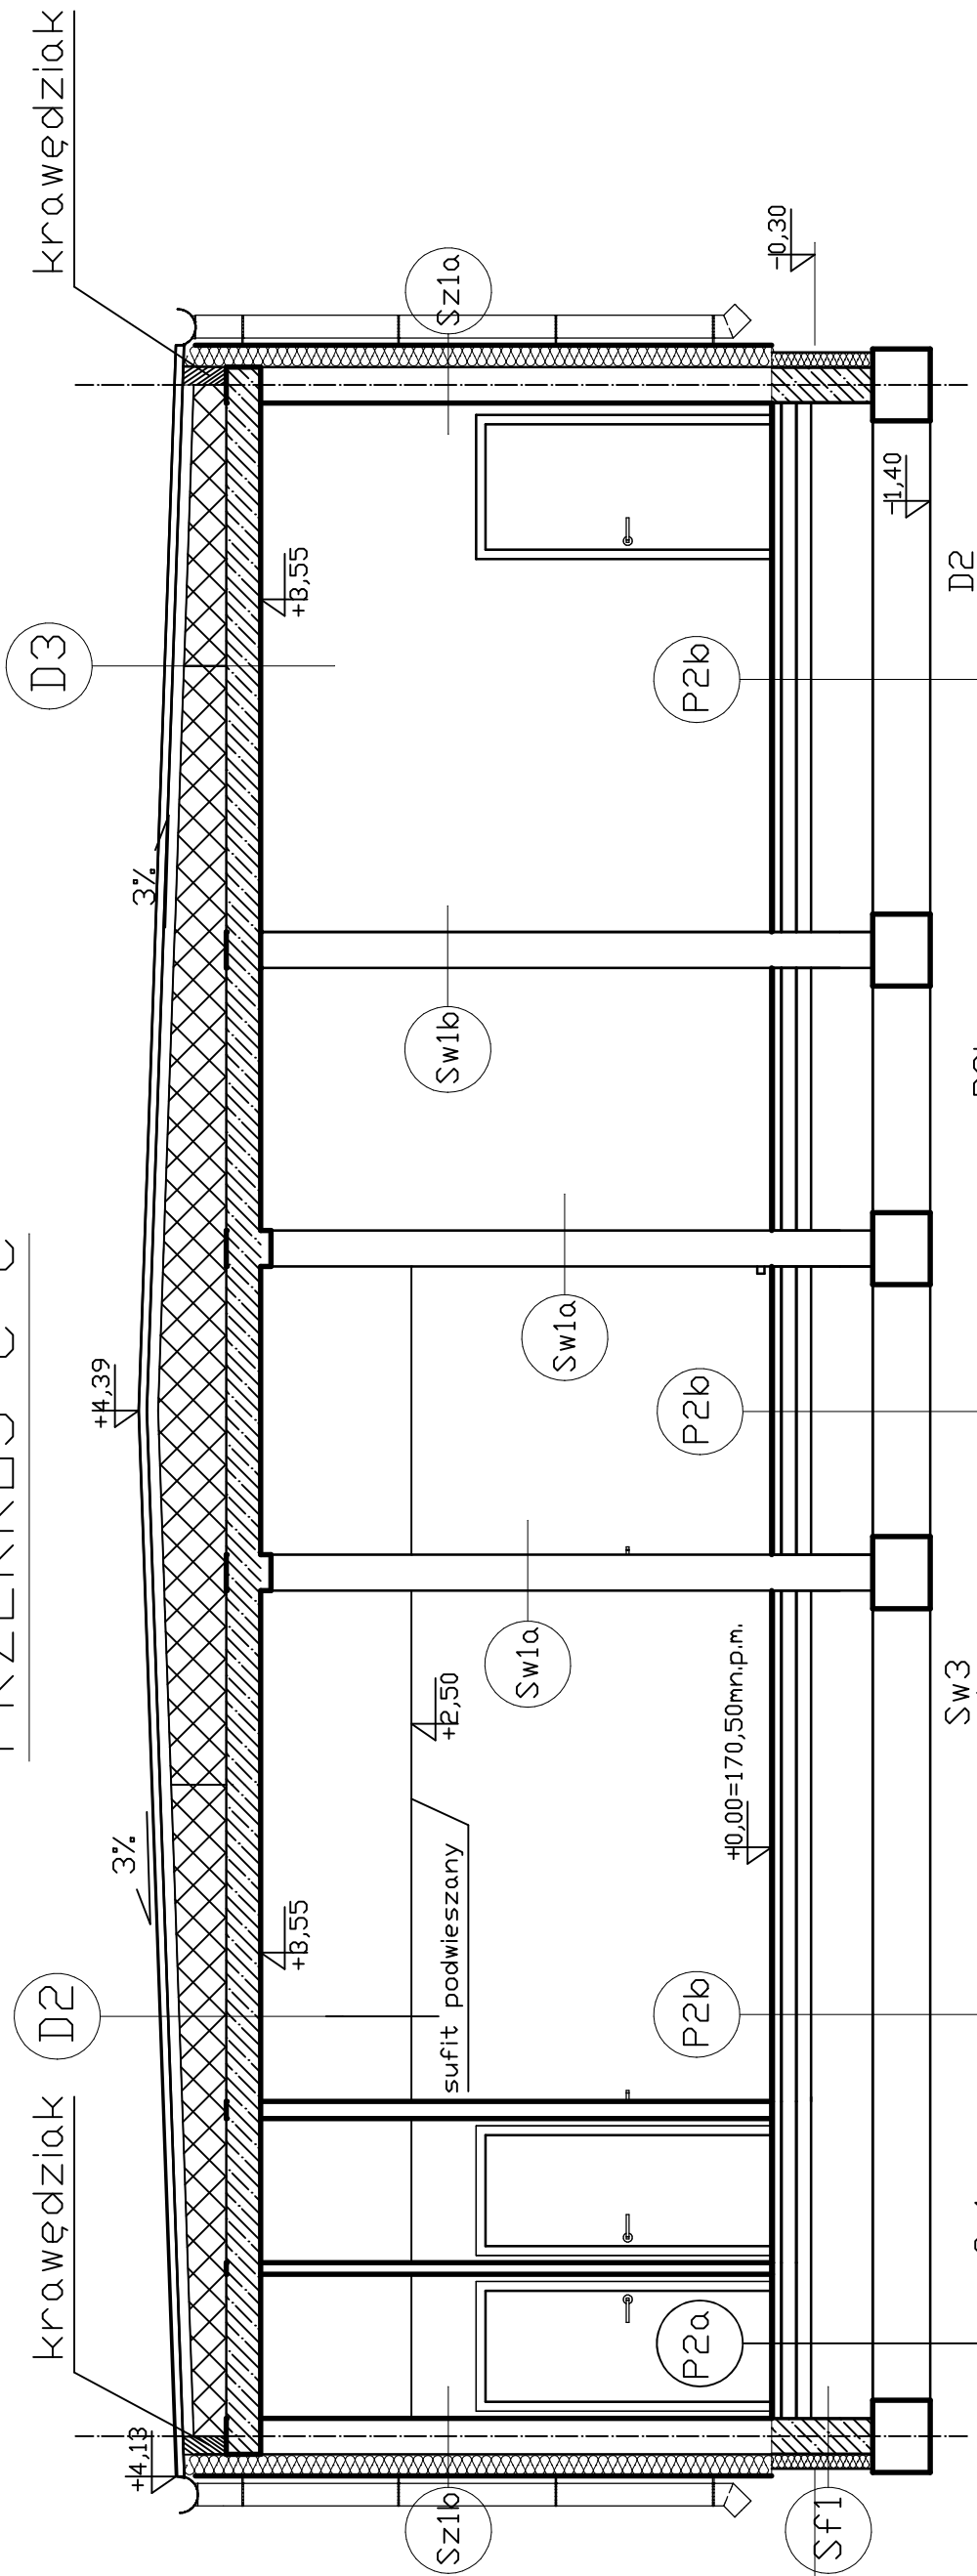 krawędziak
D2
3%
+4,39
3%
D3
krawędziak
+4,13
+3,55
+3,55
sufit podwieszany
+2,50
Sz1b
Sw1a
Sw1a
Sw1b
Sz1a
P2a
P2b
+0,00=170,50mn.p.m.
P2b
P2b
-0,30
Sf1
-1,40
Sw3
D2